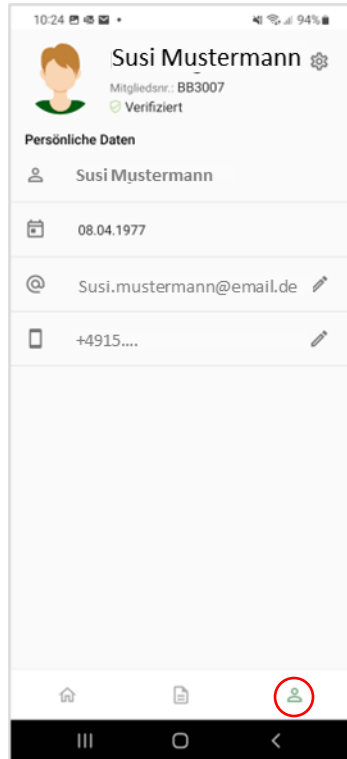 10:24 94%
Susi Mustermann
Mitgliedsnr.: BB3007
Verifiziert
Persönliche Daten
Susi Mustermann
08.04.1977
Susi.mustermann@email.de
+4915....